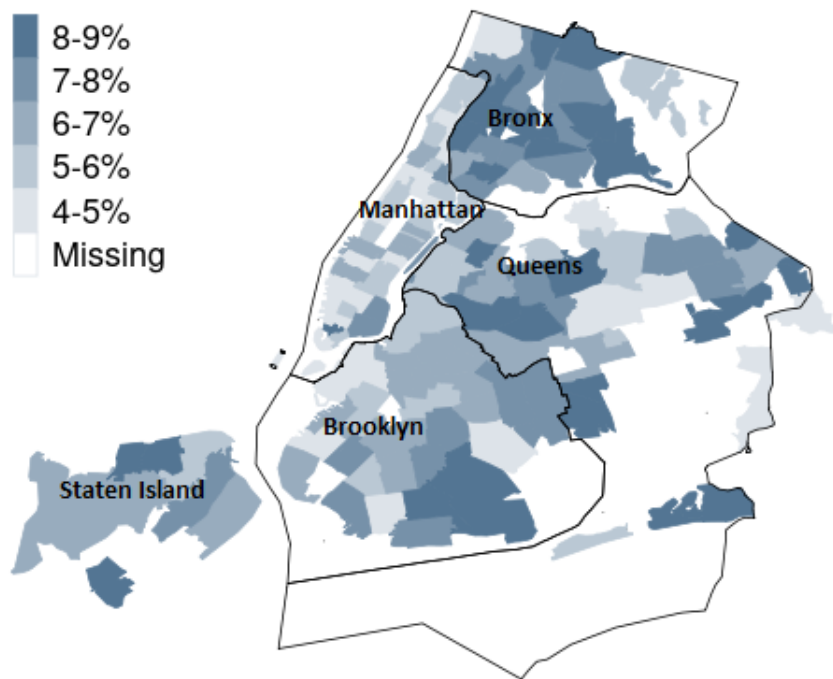 8-9%
7-8%
6-7%
5-6%
4-5%
Missing
Bronx
Manhattan
Queens
Brooklyn
Staten Island